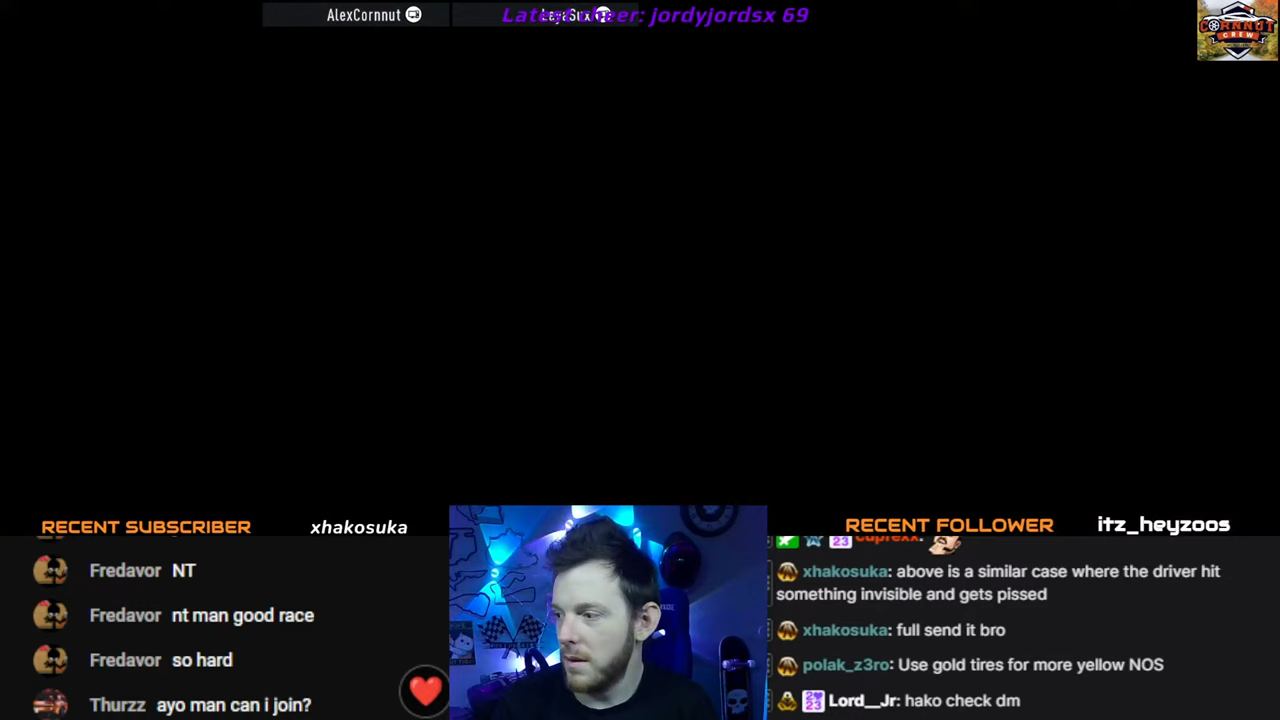 AlexCornnut
Latest cheer: jordyjordsx 69
CORNNUT
CREW
RECENT SUBSCRIBER xhakosuka
RECENT FOLLOWER itz_heyzoos
Fredavor NT
Fredavor nt man good race
Fredavor so hard
Thurzz ayo man can i join?
cuprexx:
xhakosuka: above is a similar case where the driver hit
something invisible and gets pissed
xhakosuka: full send it bro
polak_z3ro: Use gold tires for more yellow NOS
Lord__Jr: hako check dm